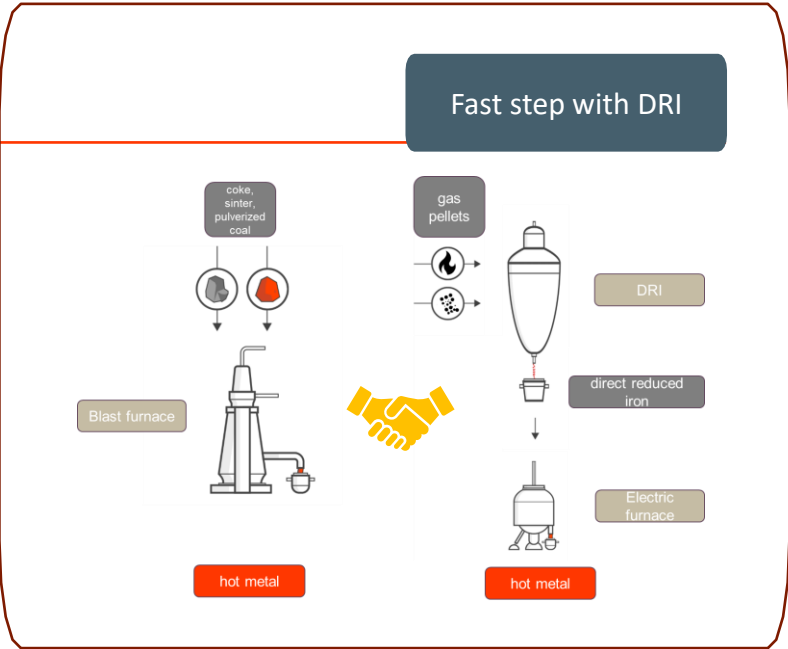 Fast step with DRI
coke,
sinter,
pulverized
coal
gas
pellets
DRI
direct reduced
iron
Blast furnace
Electric
furnace
hot metal
hot metal